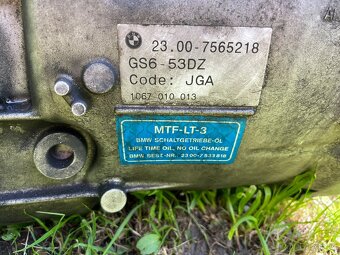 23.00-7565218
GS6-53DZ
Code: JGA
1067 010 013
MTF-LT-3
BMW SCHALTGETRIEBE-ÖL
LIFE TIME OIL, NO OIL CHANGE
BMW BEST.-NR.: 23.00-7533818